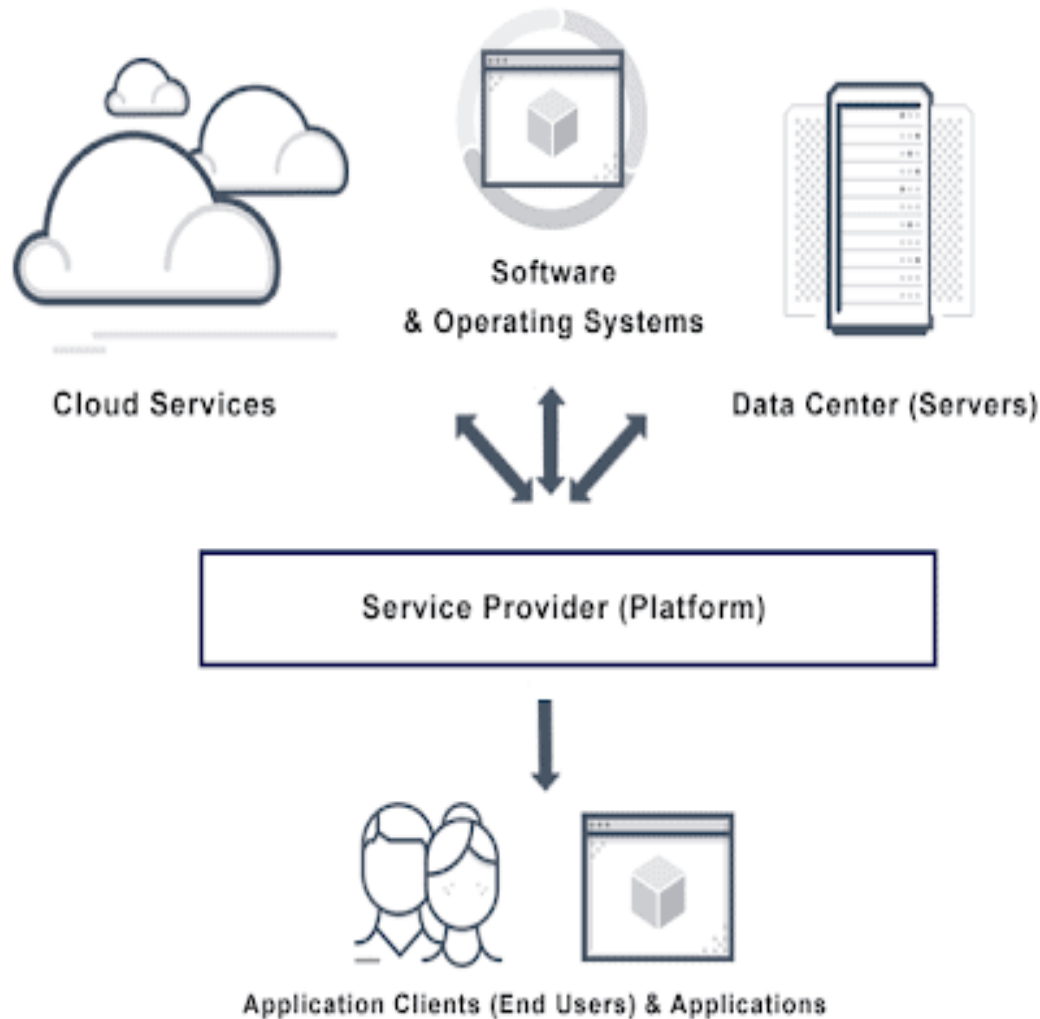 Software
& Operating Systems
Cloud Services
Data Center (Servers)
Service Provider (Platform)
Application Clients (End Users) & Applications